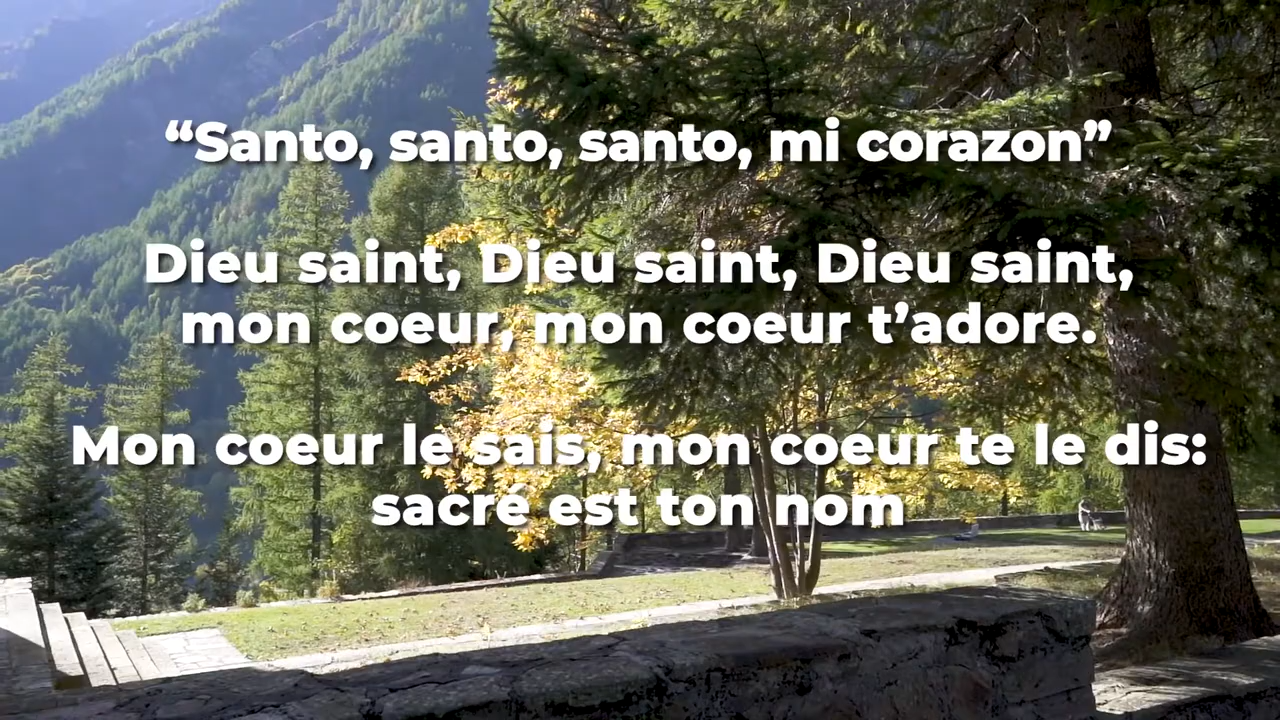 “Santo, santo, santo, mi corazon”
Dieu saint, Dieu saint, Dieu saint,
mon coeur, mon coeur t’adore.
Mon coeur le sais, mon coeur te le dis:
sacré est ton nom